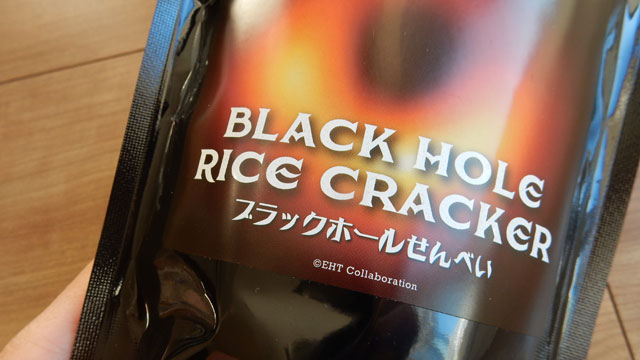 BLACK HOLE
RICE CRACKER
ブラックホールせんべい
©EHT Collaboration